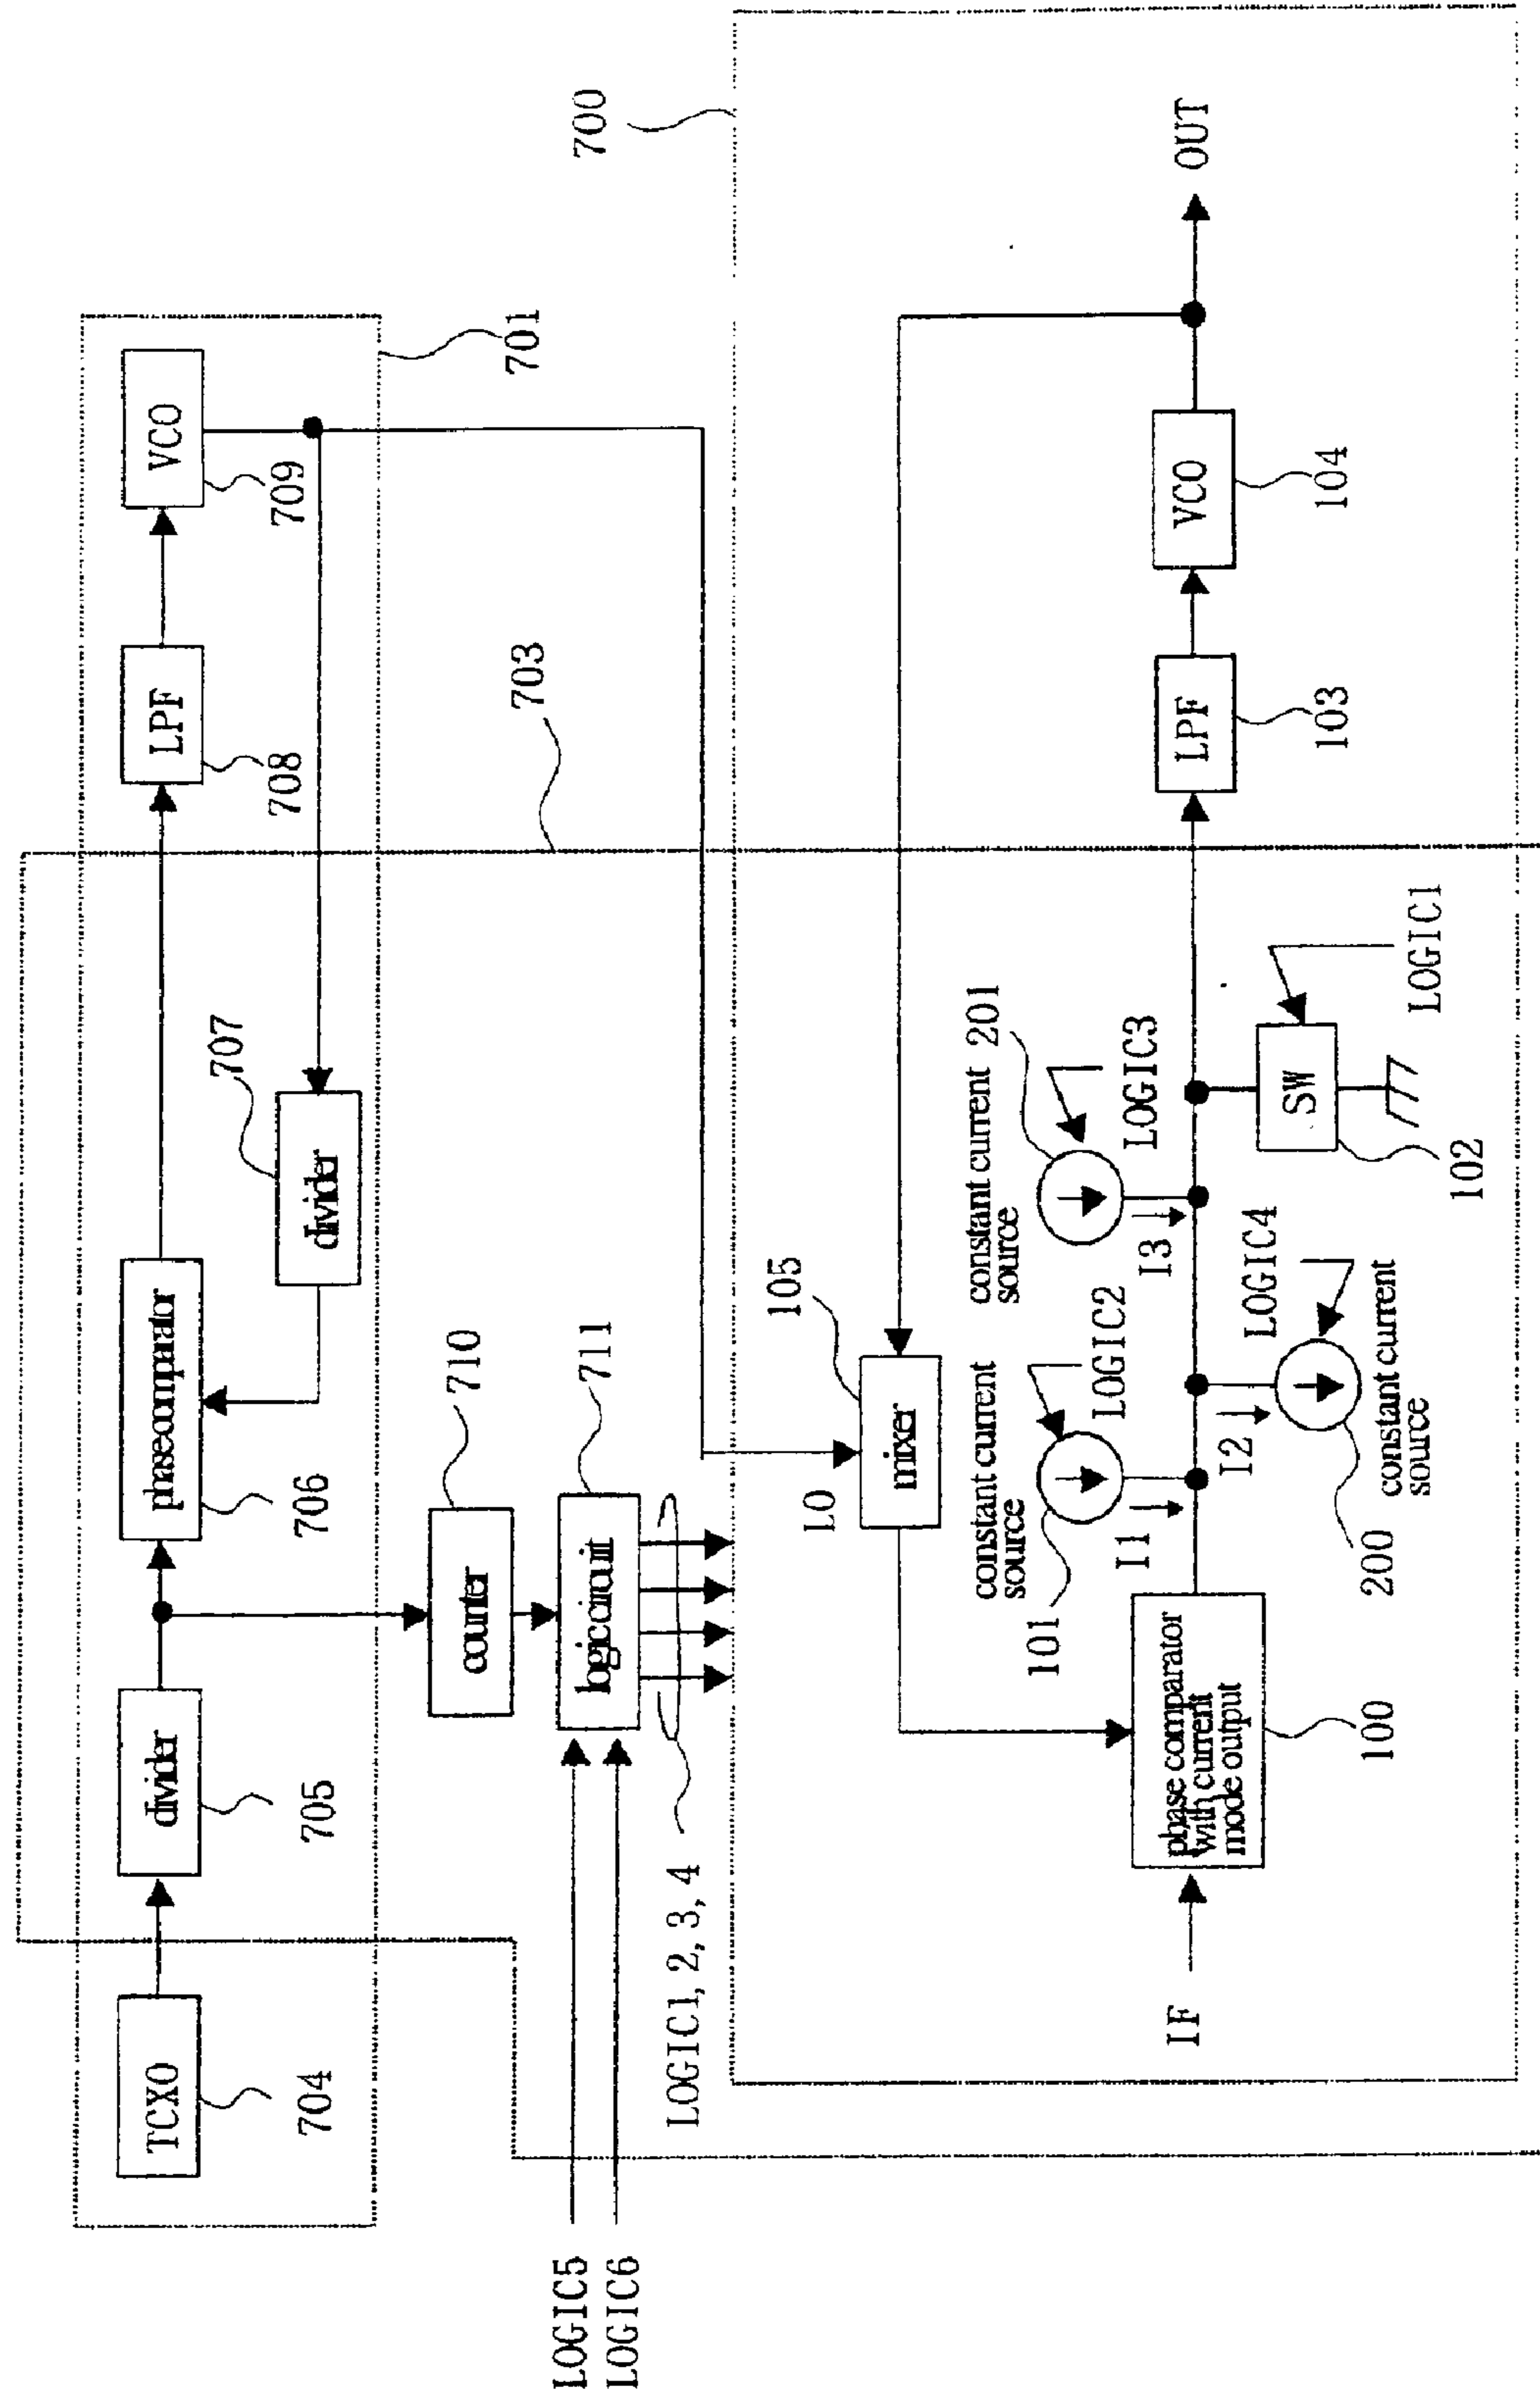 TCXO
704
divider
705
phase comparator
706
divider
707
LPF
708
VCO
709
701
703
counter
710
logic circuit
711
LOGIC5
LOGIC6
LOGIC1, 2, 3, 4
700
LO
mixer
105
IF
phase comparator
with current
mode output
100
constant current
source
101
LOGIC2
I1
constant current
source
200
LOGIC4
I2
constant current
source
201
LOGIC3
I3
SW
102
LOGIC1
LPF
103
VCO
104
OUT